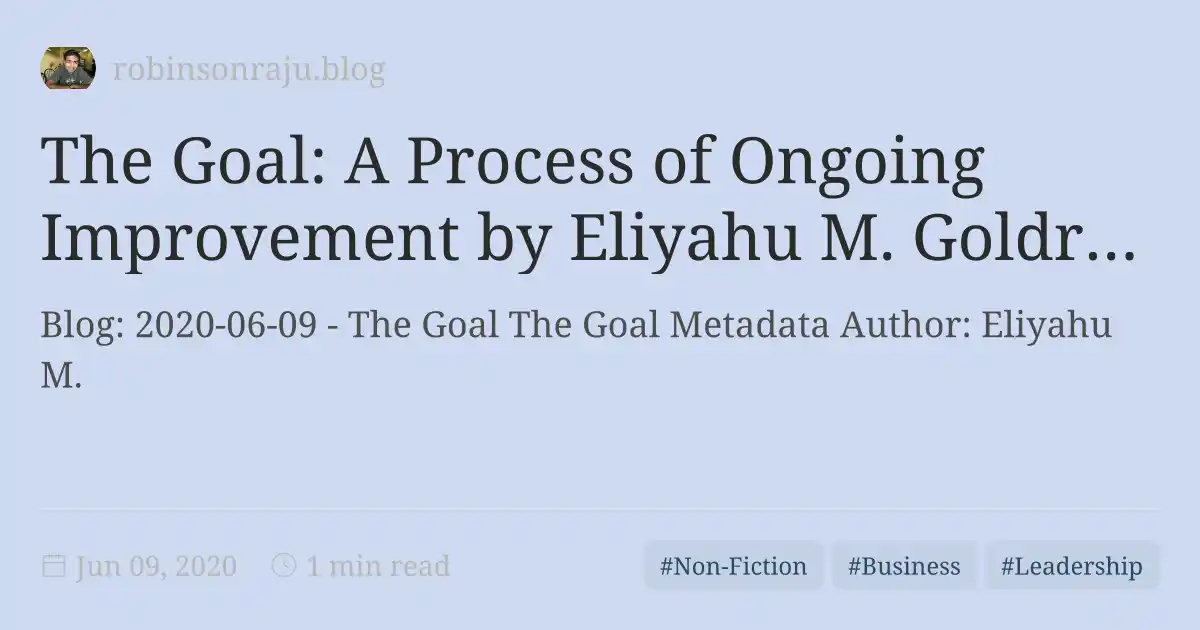 robinsonraju.blog
The Goal: A Process of Ongoing
Improvement by Eliyahu M. Goldr...
Blog: 2020-06-09 - The Goal The Goal Metadata Author: Eliyahu
M.
Jun 09, 2020
1 min read
#Non-Fiction
#Business
#Leadership